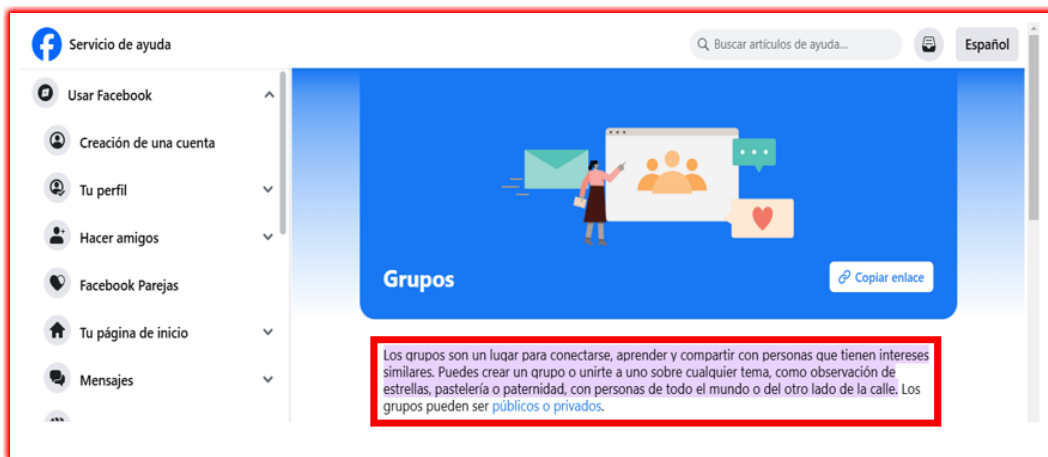 Servicio de ayuda
Buscar artículos de ayuda...
Español
Usar Facebook
Creación de una cuenta
Tu perfil
Hacer amigos
Facebook Parejas
Tu página de inicio
Mensajes
Grupos
Copiar enlace
Los grupos son un lugar para conectarse, aprender y compartir con personas que tienen intereses
similares. Puedes crear un grupo o unirte a uno sobre cualquier tema, como observación de
estrellas, pastelería o paternidad, con personas de todo el mundo o del otro lado de la calle. Los
grupos pueden ser públicos o privados.